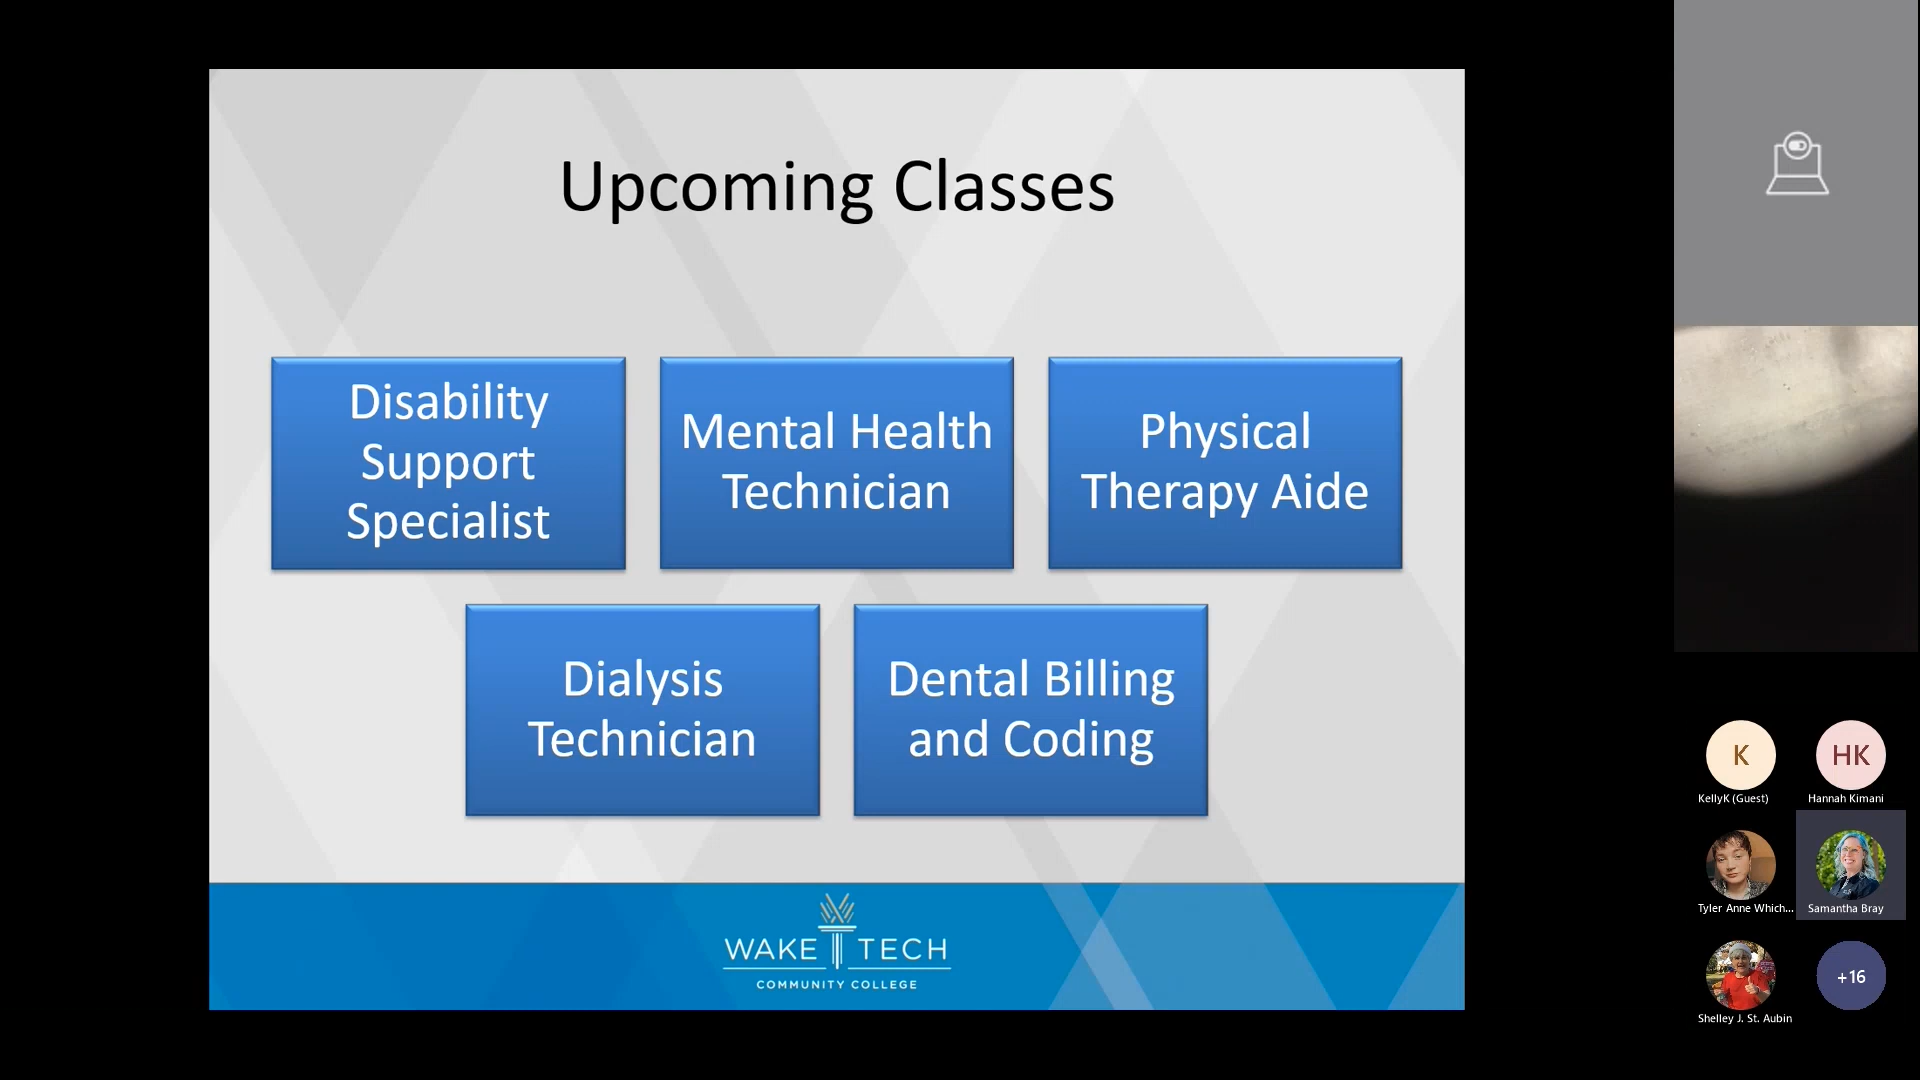 Upcoming Classes
Disability
Support
Specialist
Mental Health
Technician
Physical
Therapy Aide
Dialysis
Technician
Dental Billing
and Coding
WAKE TECH
COMMUNITY COLLEGE
K
HK
KellyK (Guest)
Hannah Kimani
Tyler Anne Which...
Samantha Bray
+16
Shelley J. St. Aubin